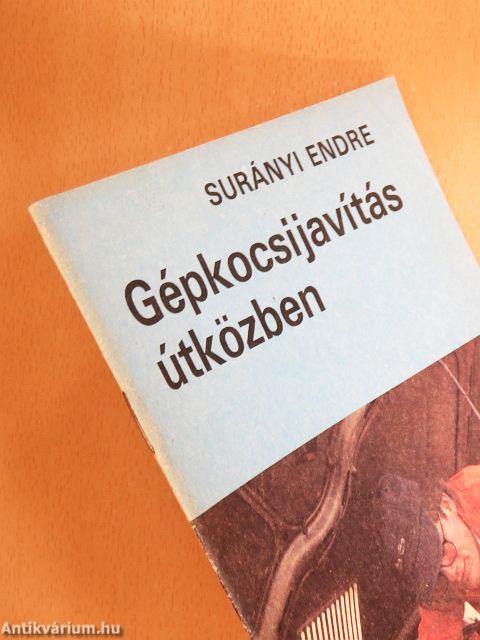 SURÁNYI ENDRE
Gépkocsijavítás
útközben
Antikvárium.hu